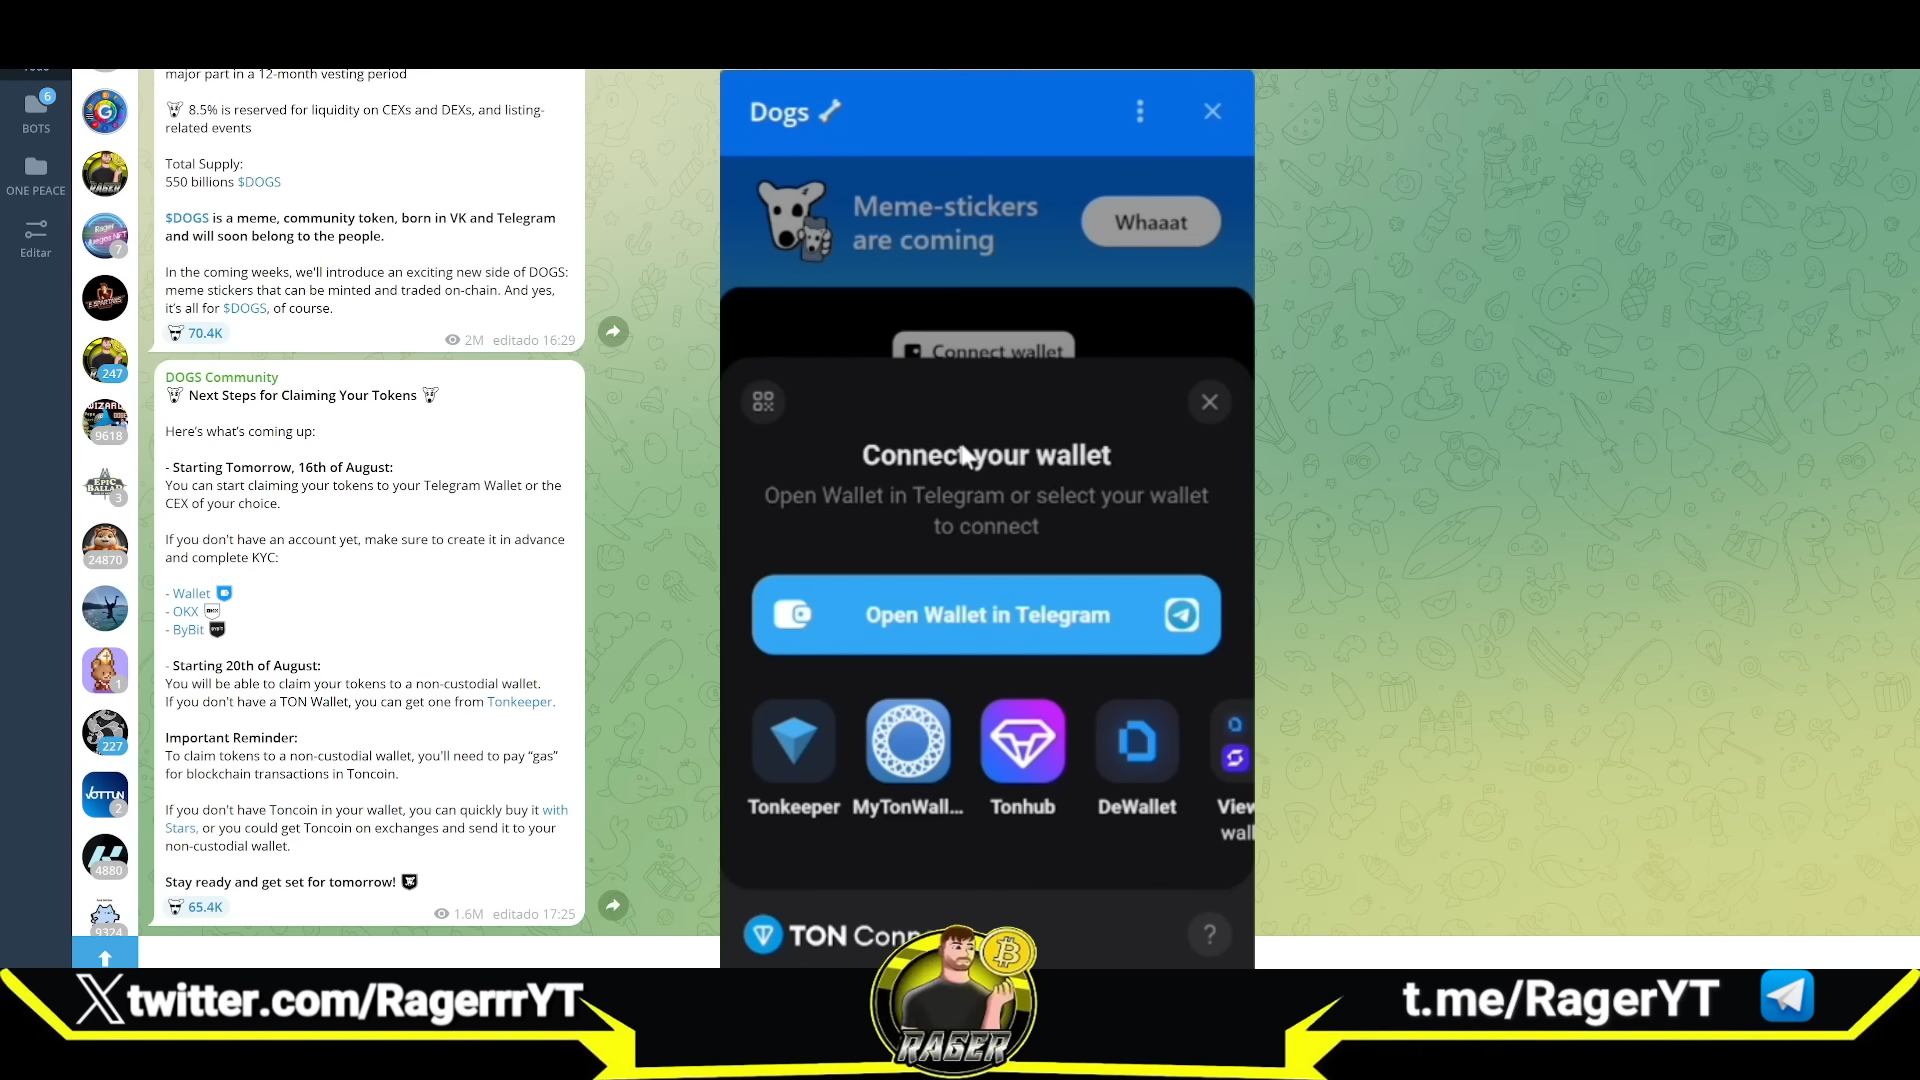 6
BOTS
ONE PEACE
Editar
7
247
9618
3
24870
1
227
VOTTUN
2
4880
9324
major part in a 12-month vesting period
8.5% is reserved for liquidity on CEXs and DEXs, and listing-
related events
Total Supply:
550 billions $DOGS
$DOGS is a meme, community token, born in VK and Telegram
and will soon belong to the people.
In the coming weeks, we'll introduce an exciting new side of DOGS:
meme stickers that can be minted and traded on-chain. And yes,
it's all for $DOGS, of course.
70.4K
2M editado 16:29
DOGS Community
Next Steps for Claiming Your Tokens
Here's what's coming up:
- Starting Tomorrow, 16th of August:
You can start claiming your tokens to your Telegram Wallet or the
CEX of your choice.
If you don't have an account yet, make sure to create it in advance
and complete KYC:
- Wallet
- OKX
- ByBit
- Starting 20th of August:
You will be able to claim your tokens to a non-custodial wallet.
If you don't have a TON Wallet, you can get one from Tonkeeper.
Important Reminder:
To claim tokens to a non-custodial wallet, you'll need to pay “gas”
for blockchain transactions in Toncoin.
If you don't have Toncoin in your wallet, you can quickly buy it with
Stars, or you could get Toncoin on exchanges and send it to your
non-custodial wallet.
Stay ready and get set for tomorrow!
65.4K
1.6M editado 17:25
Dogs
Meme-stickers
are coming
Whaaat
Connect wallet
Connect your wallet
Open Wallet in Telegram or select your wallet
to connect
Open Wallet in Telegram
Tonkeeper
MyTonWall...
Tonhub
DeWallet
View
wall
TON Conn
?
twitter.com/RagerrrYT
RAGER
t.me/RagerYT